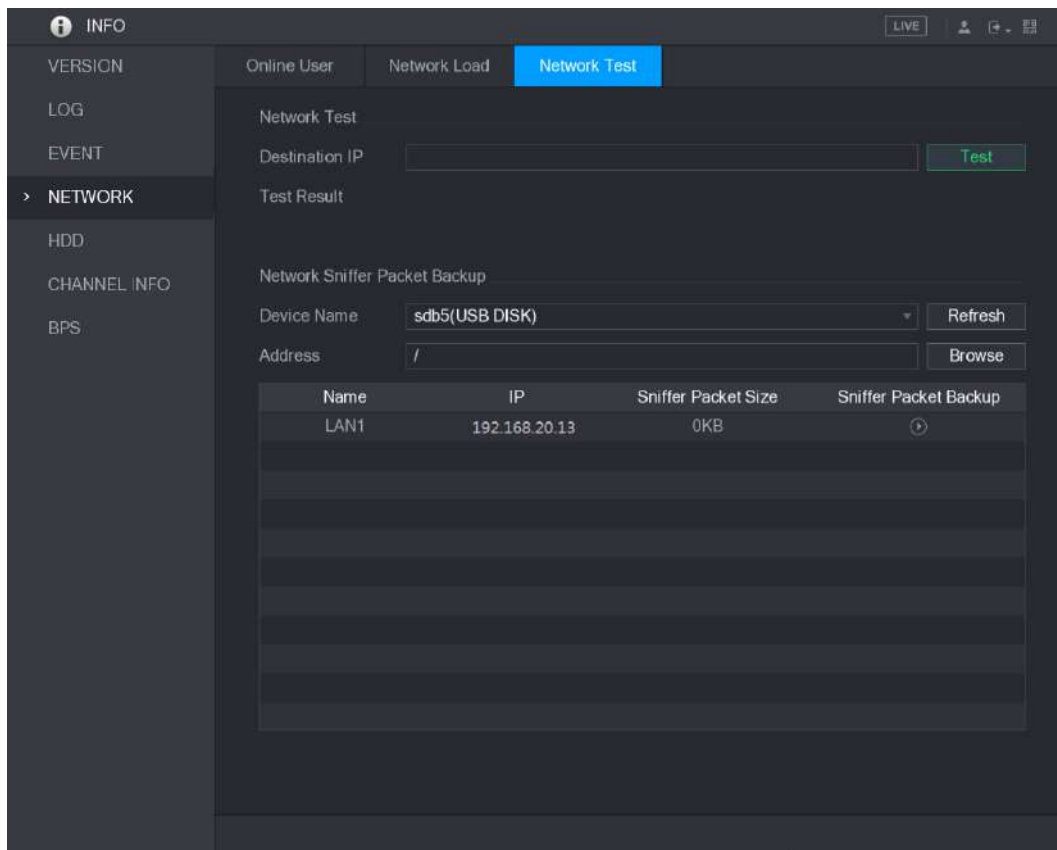 INFO
LIVE
VERSION
LOG
EVENT
NETWORK
HDD
CHANNEL INFO
BPS
Online User Network Load Network Test
Network Test
Destination IP Test
Test Result
Network Sniffer Packet Backup
Device Name sdb5(USB DISK) Refresh
Address / Browse
Name IP Sniffer Packet Size Sniffer Packet Backup
LAN1 192.168.20.13 0KB